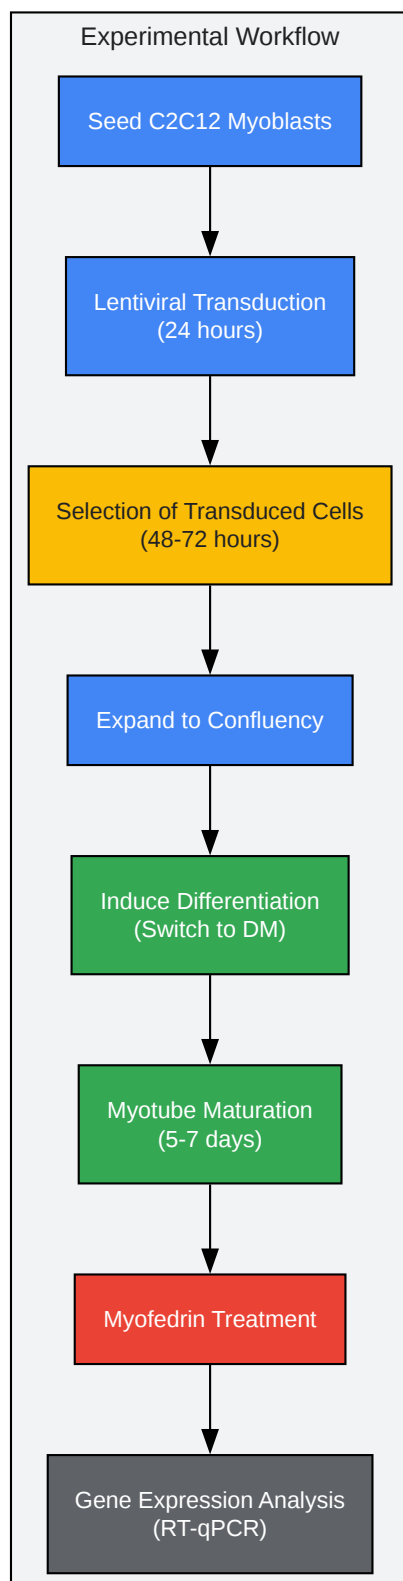 Experimental Workflow
Seed C2C12 Myoblasts
Lentiviral Transduction
(24 hours)
Selection of Transduced Cells
(48-72 hours)
Expand to Confluency
Induce Differentiation
(Switch to DM)
Myotube Maturation
(5-7 days)
Myofedrin Treatment
Gene Expression Analysis
(RT-qPCR)